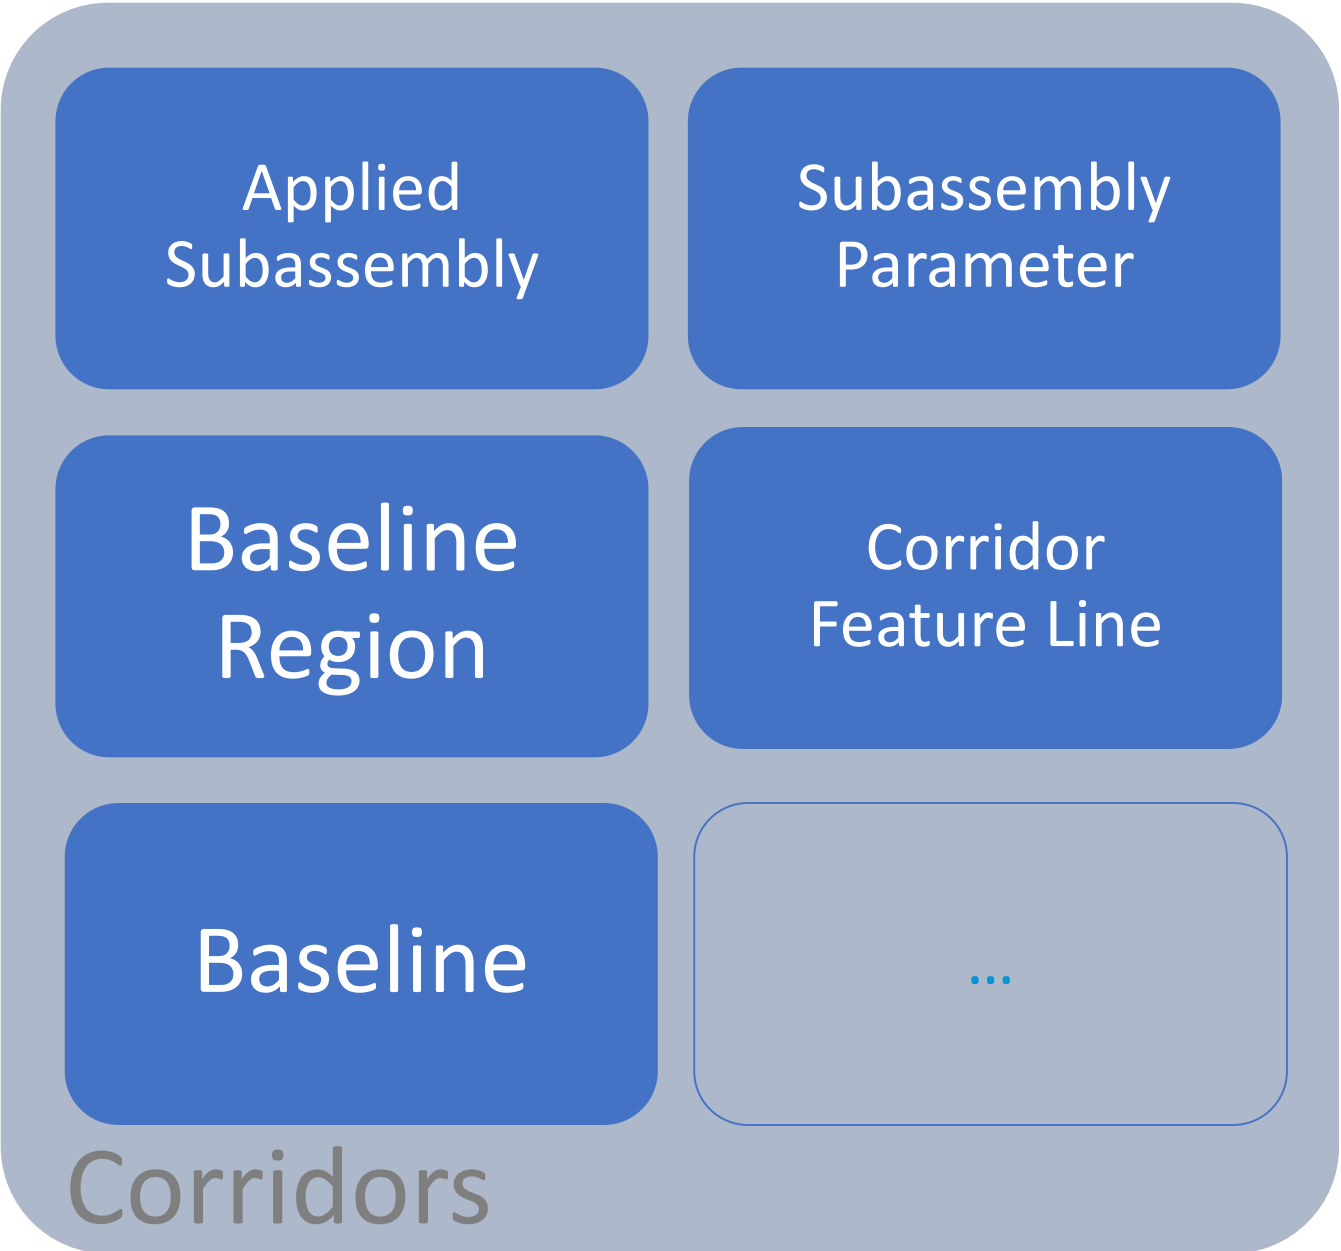 Applied
Subassembly
Subassembly
Parameter
Baseline
Region
Corridor
Feature Line
Baseline
...
Corridors